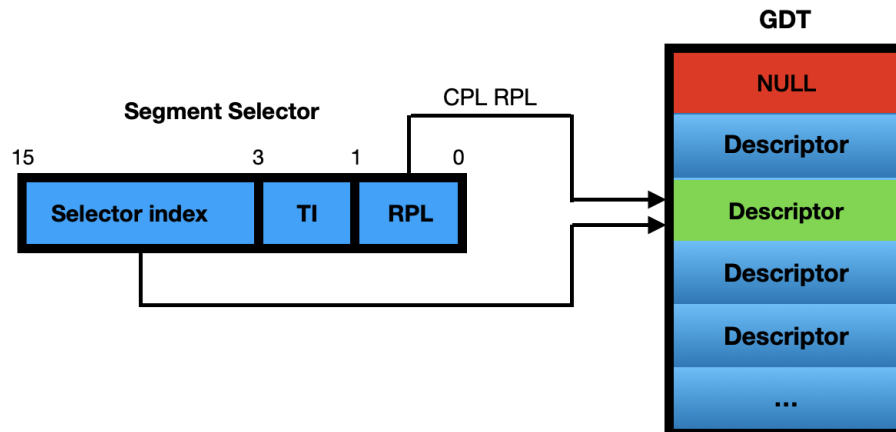 GDT
NULL
CPL RPL
Segment Selector
15 3 1 0
Descriptor
Selector index TI RPL
Descriptor
Descriptor
Descriptor
...